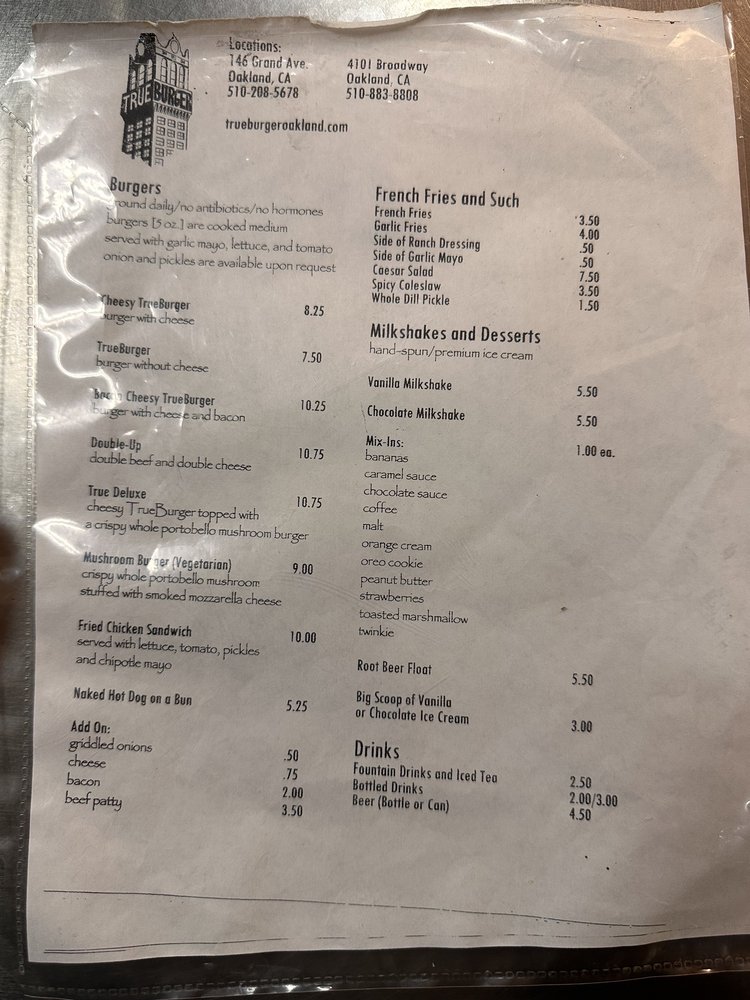 TRUEBURGER
Locations:
146 Grand Ave.
Oakland, CA
510-208-5678
4101 Broadway
Oakland, CA
510-883-8808
trueburgeroakland.com
Burgers
ground daily/no antibiotics/no hormones
burgers [5 oz.] are cooked medium
served with garlic mayo, lettuce, and tomato
onion and pickles are available upon request
Cheesy TrueBurger 8.25
burger with cheese
TrueBurger 7.50
burger without cheese
Bacon Cheesy TrueBurger 10.25
burger with cheese and bacon
Double-Up 10.75
double beef and double cheese
True Deluxe 10.75
cheesy TrueBurger topped with
a crispy whole portobello mushroom burger
Mushroom Burger (Vegetarian) 9.00
crispy whole portobello mushroom
stuffed with smoked mozzarella cheese
Fried Chicken Sandwich 10.00
served with lettuce, tomato, pickles
and chipotle mayo
Naked Hot Dog on a Bun 5.25
Add On:
griddled onions .50
cheese .75
bacon 2.00
beef patty 3.50
French Fries and Such
French Fries 3.50
Garlic Fries 4.00
Side of Ranch Dressing .50
Side of Garlic Mayo .50
Caesar Salad 7.50
Spicy Coleslaw 3.50
Whole Dill Pickle 1.50
Milkshakes and Desserts
hand-spun/premium ice cream
Vanilla Milkshake 5.50
Chocolate Milkshake 5.50
Mix-Ins: 1.00 ea.
bananas
caramel sauce
chocolate sauce
coffee
malt
orange cream
oreo cookie
peanut butter
strawberries
toasted marshmallow
twinkie
Root Beer Float 5.50
Big Scoop of Vanilla
or Chocolate Ice Cream 3.00
Drinks
Fountain Drinks and Iced Tea 2.50
Bottled Drinks 2.00/3.00
Beer (Bottle or Can) 4.50